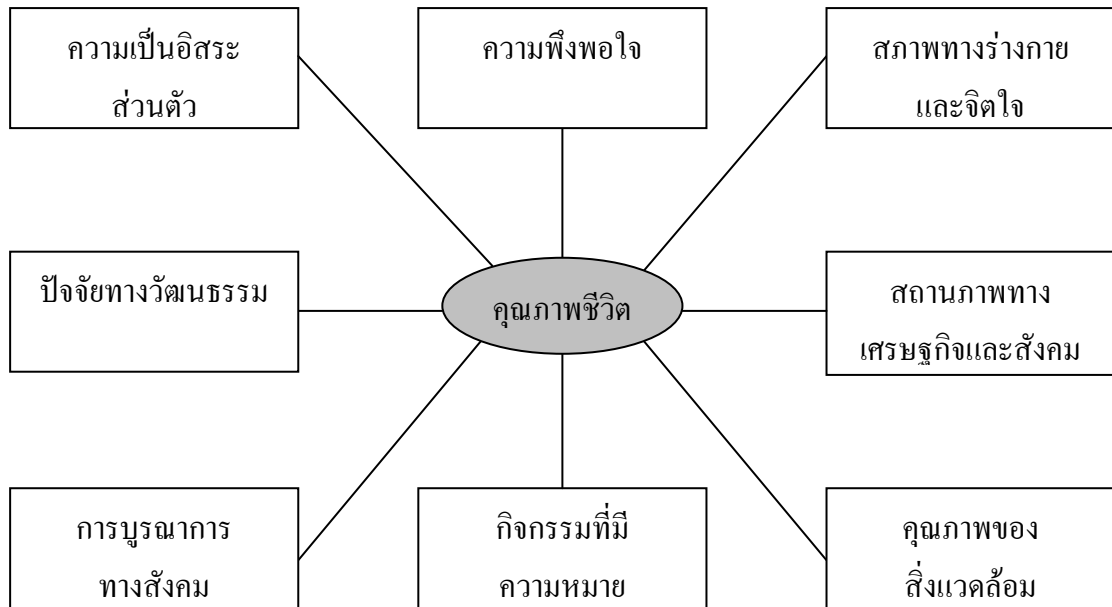 ความเป็นอิสระ
ส่วนตัว
ความพึงพอใจ
สภาพทางร่างกาย
และจิตใจ
ปัจจัยทางวัฒนธรรม
คุณภาพชีวิต
สถานภาพทาง
เศรษฐกิจและสังคม
การบูรณาการ
ทางสังคม
กิจกรรมที่มี
ความหมาย
คุณภาพของ
สิ่งแวดล้อม